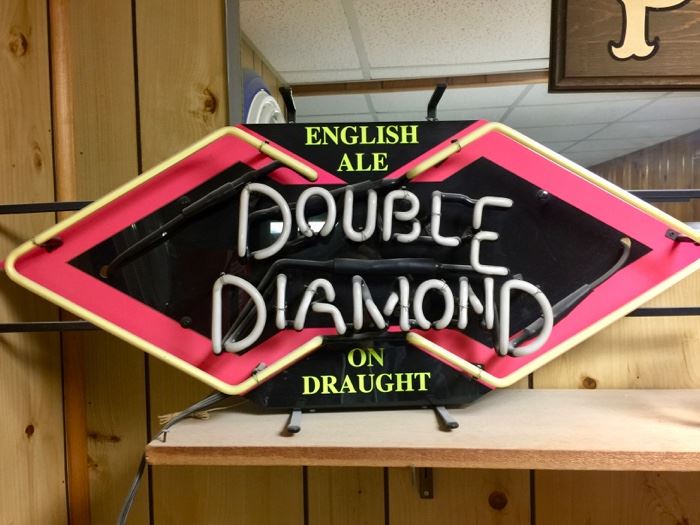 ENGLISH
ALE
DOUBLE
DIAMOND
ON
DRAUGHT